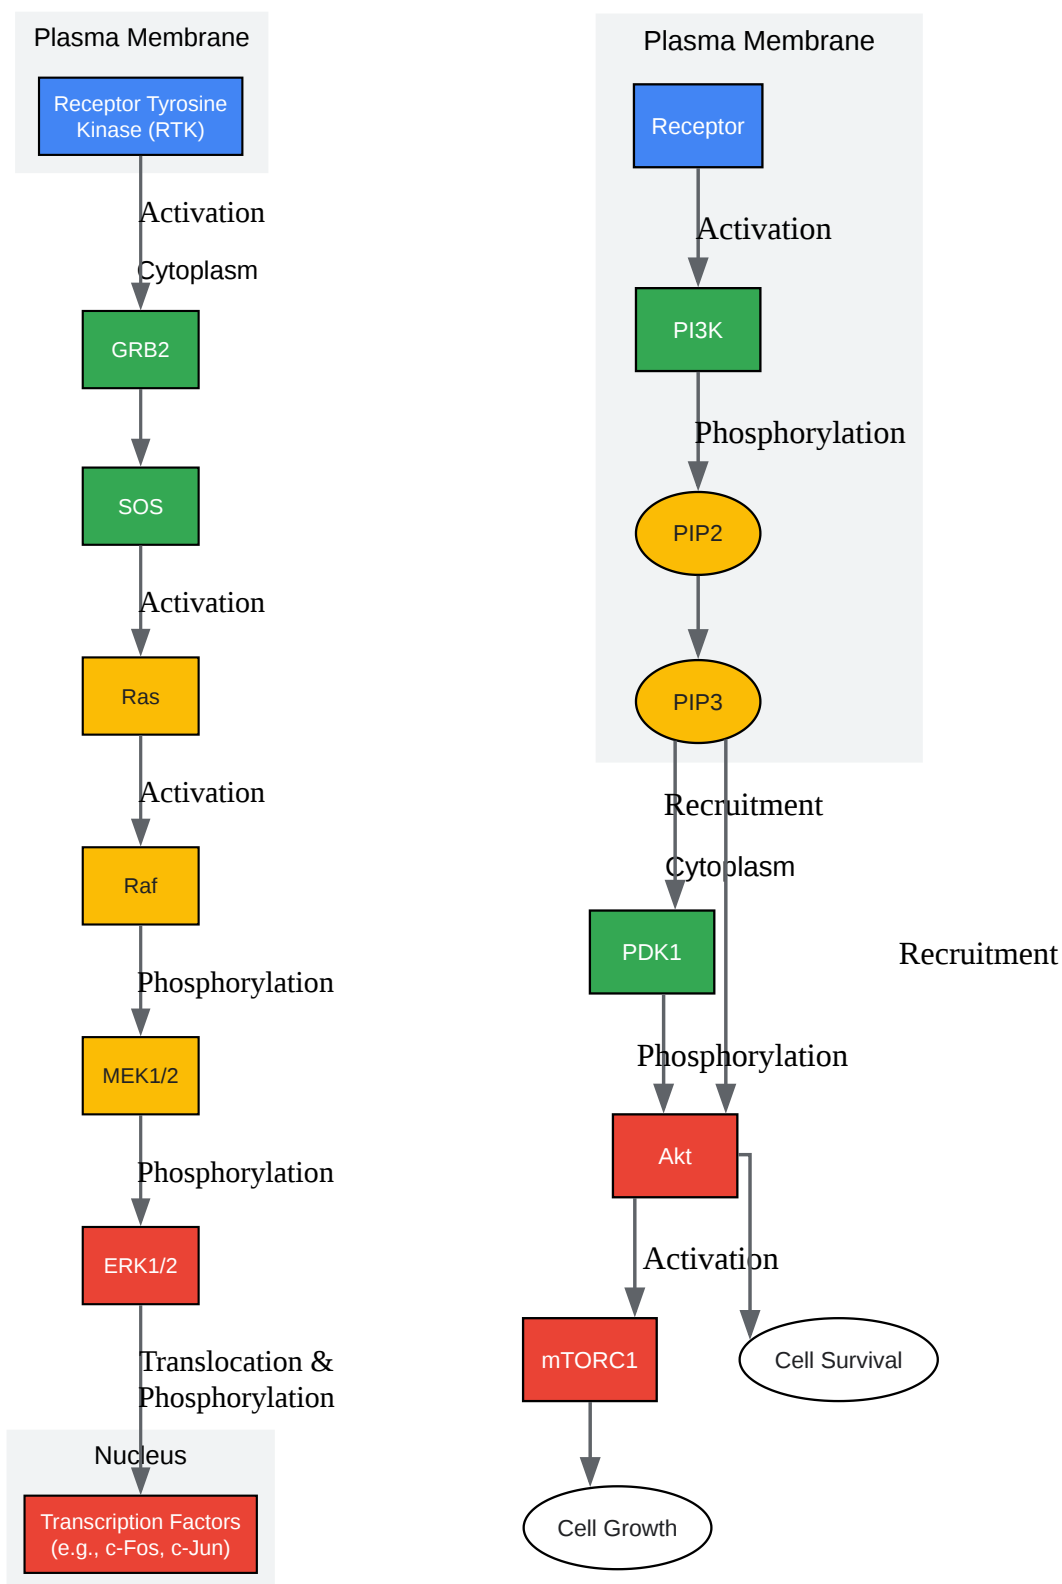 Plasma Membrane
Receptor Tyrosine
Kinase (RTK)
Activation
Cytoplasm
GRB2
SOS
Activation
Ras
Activation
Raf
Phosphorylation
MEK1/2
Phosphorylation
ERK1/2
Translocation &
Phosphorylation
Nucleus
Transcription Factors
(e.g., c-Fos, c-Jun)
Plasma Membrane
Receptor
Activation
PI3K
Phosphorylation
PIP2
PIP3
Recruitment
Cytoplasm
PDK1
Recruitment
Phosphorylation
Akt
Activation
mTORC1
Cell Survival
Cell Growth